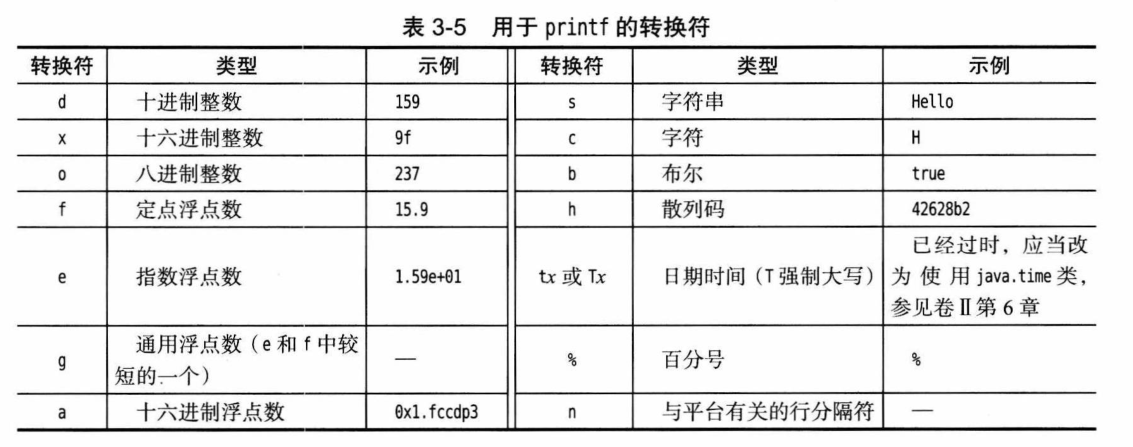 表 3-5 用于 printf 的转换符
转换符 类型 示例 转换符 类型 示例
d 十进制整数 159 s 字符串 Hello
x 十六进制整数 9f c 字符 H
o 八进制整数 237 b 布尔 true
f 定点浮点数 15.9 h 散列码 42628b2
e 指数浮点数 1.59e+01 tx 或 Tx 日期时间（T 强制大写） 已经过时，应当改
为使用 java.time 类，
参见卷Ⅱ第 6 章
g 通用浮点数（e 和 f 中较
短的一个） — % 百分号 %
a 十六进制浮点数 0x1.fccdp3 n 与平台有关的行分隔符 —